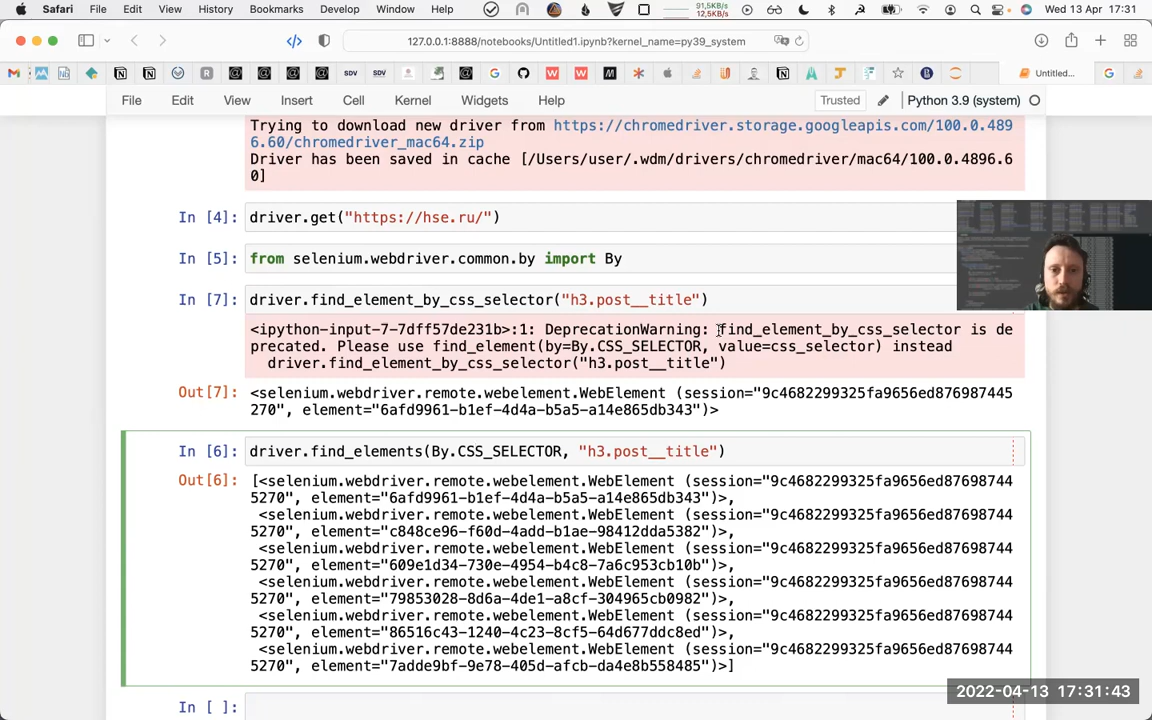 Safari File Edit View History Bookmarks Develop Window Help 91,5KB/s 12,5KB/s Wed 13 Apr 17:31
127.0.0.1:8888/notebooks/Untitled1.ipynb?kernel_name=py39_system
SDV SDV Untitled...
File Edit View Insert Cell Kernel Widgets Help Trusted Python 3.9 (system)
Trying to download new driver from https://chromedriver.storage.googleapis.com/100.0.489
6.60/chromedriver_mac64.zip
Driver has been saved in cache [/Users/user/.wdm/drivers/chromedriver/mac64/100.0.4896.6
0]
In [4]: driver.get("https://hse.ru/")
In [5]: from selenium.webdriver.common.by import By
In [7]: driver.find_element_by_css_selector("h3.post__title")
<ipython-input-7-7dff57de231b>:1: DeprecationWarning: find_element_by_css_selector is de
precated. Please use find_element(by=By.CSS_SELECTOR, value=css_selector) instead
driver.find_element_by_css_selector("h3.post__title")
Out[7]: <selenium.webdriver.remote.webelement.WebElement (session="9c4682299325fa9656ed876987445
270", element="6afd9961-b1ef-4d4a-b5a5-a14e865db343")>
In [6]: driver.find_elements(By.CSS_SELECTOR, "h3.post__title")
Out[6]: [<selenium.webdriver.remote.webelement.WebElement (session="9c4682299325fa9656ed87698744
5270", element="6afd9961-b1ef-4d4a-b5a5-a14e865db343")>,
<selenium.webdriver.remote.webelement.WebElement (session="9c4682299325fa9656ed87698744
5270", element="c848ce96-f60d-4add-b1ae-98412dda5382")>,
<selenium.webdriver.remote.webelement.WebElement (session="9c4682299325fa9656ed87698744
5270", element="609e1d34-730e-4954-b4c8-7a6c953cb10b")>,
<selenium.webdriver.remote.webelement.WebElement (session="9c4682299325fa9656ed87698744
5270", element="79853028-8d6a-4de1-a8cf-304965cb0982")>,
<selenium.webdriver.remote.webelement.WebElement (session="9c4682299325fa9656ed87698744
5270", element="86516c43-1240-4c23-8cf5-64d677ddc8ed")>,
<selenium.webdriver.remote.webelement.WebElement (session="9c4682299325fa9656ed87698744
5270", element="7adde9bf-9e78-405d-afcb-da4e8b558485")>]
2022-04-13 17:31:43
In [ ]: